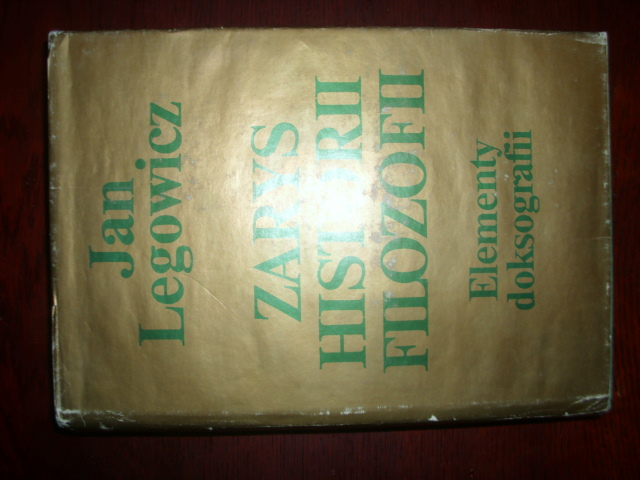 Jan
Legowicz
ZARYS
HISTORII
FILOZOFII
Elementy
doksografii